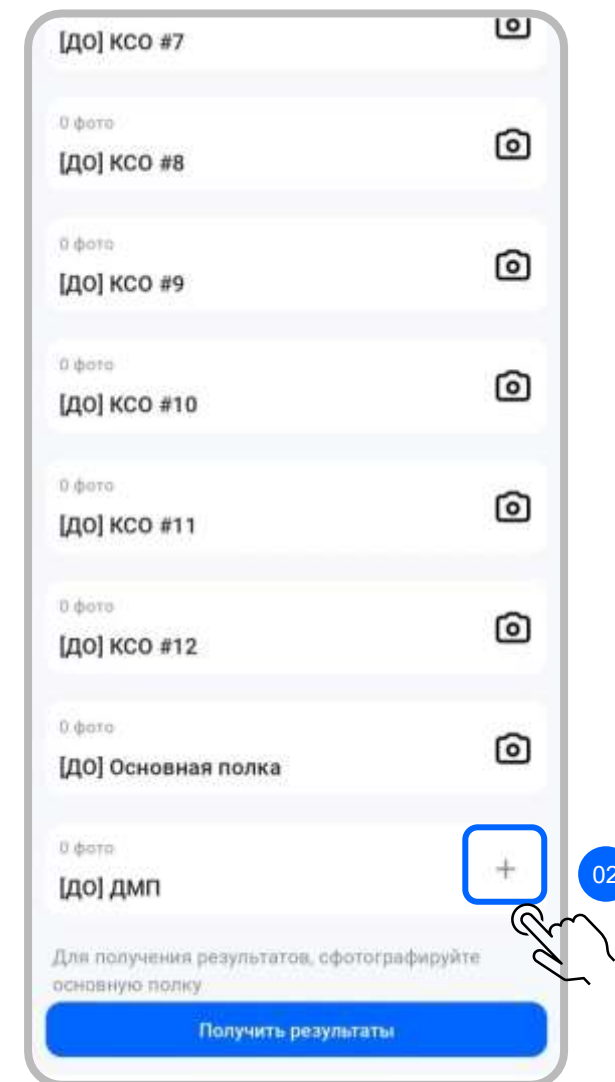 [ДО] КСО #7
0 фото
[ДО] КСО #8
0 фото
[ДО] КСО #9
0 фото
[ДО] КСО #10
0 фото
[ДО] КСО #11
0 фото
[ДО] КСО #12
0 фото
[ДО] Основная полка
0 фото
[ДО] ДМП
+
02
Для получения результатов, сфотографируйте
основную полку
Получить результаты